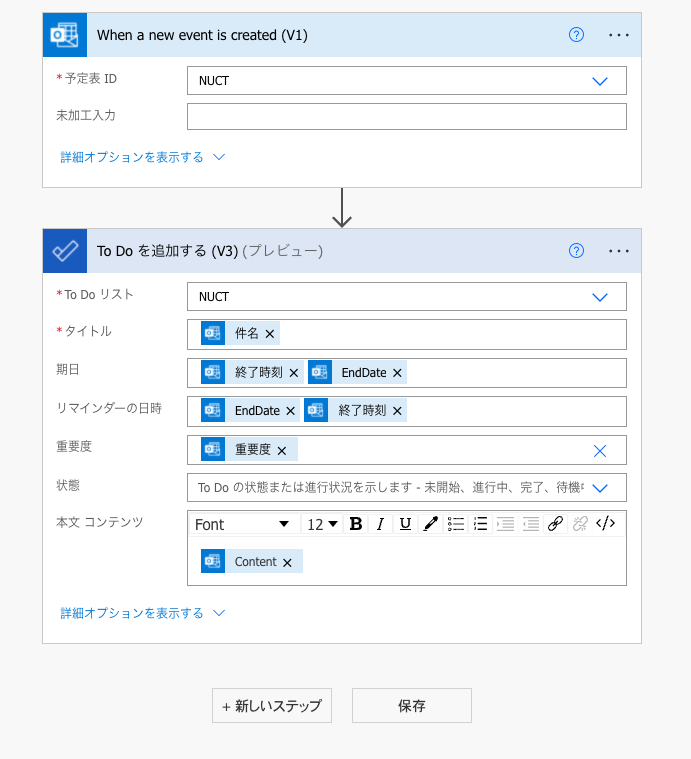 When a new event is created (V1)
* 予定表 ID
NUCT
未加工入力
詳細オプションを表示する
To Do を追加する (V3) (プレビュー)
* To Do リスト
NUCT
* タイトル
件名 ×
期日
終了時刻 × EndDate ×
リマインダーの日時
EndDate × 終了時刻 ×
重要度
重要度 ×
状態
To Do の状態または進行状況を示します - 未開始、進行中、完了、待機中
本文 コンテンツ
Font 12 B I U </>
Content ×
詳細オプションを表示する
+ 新しいステップ
保存